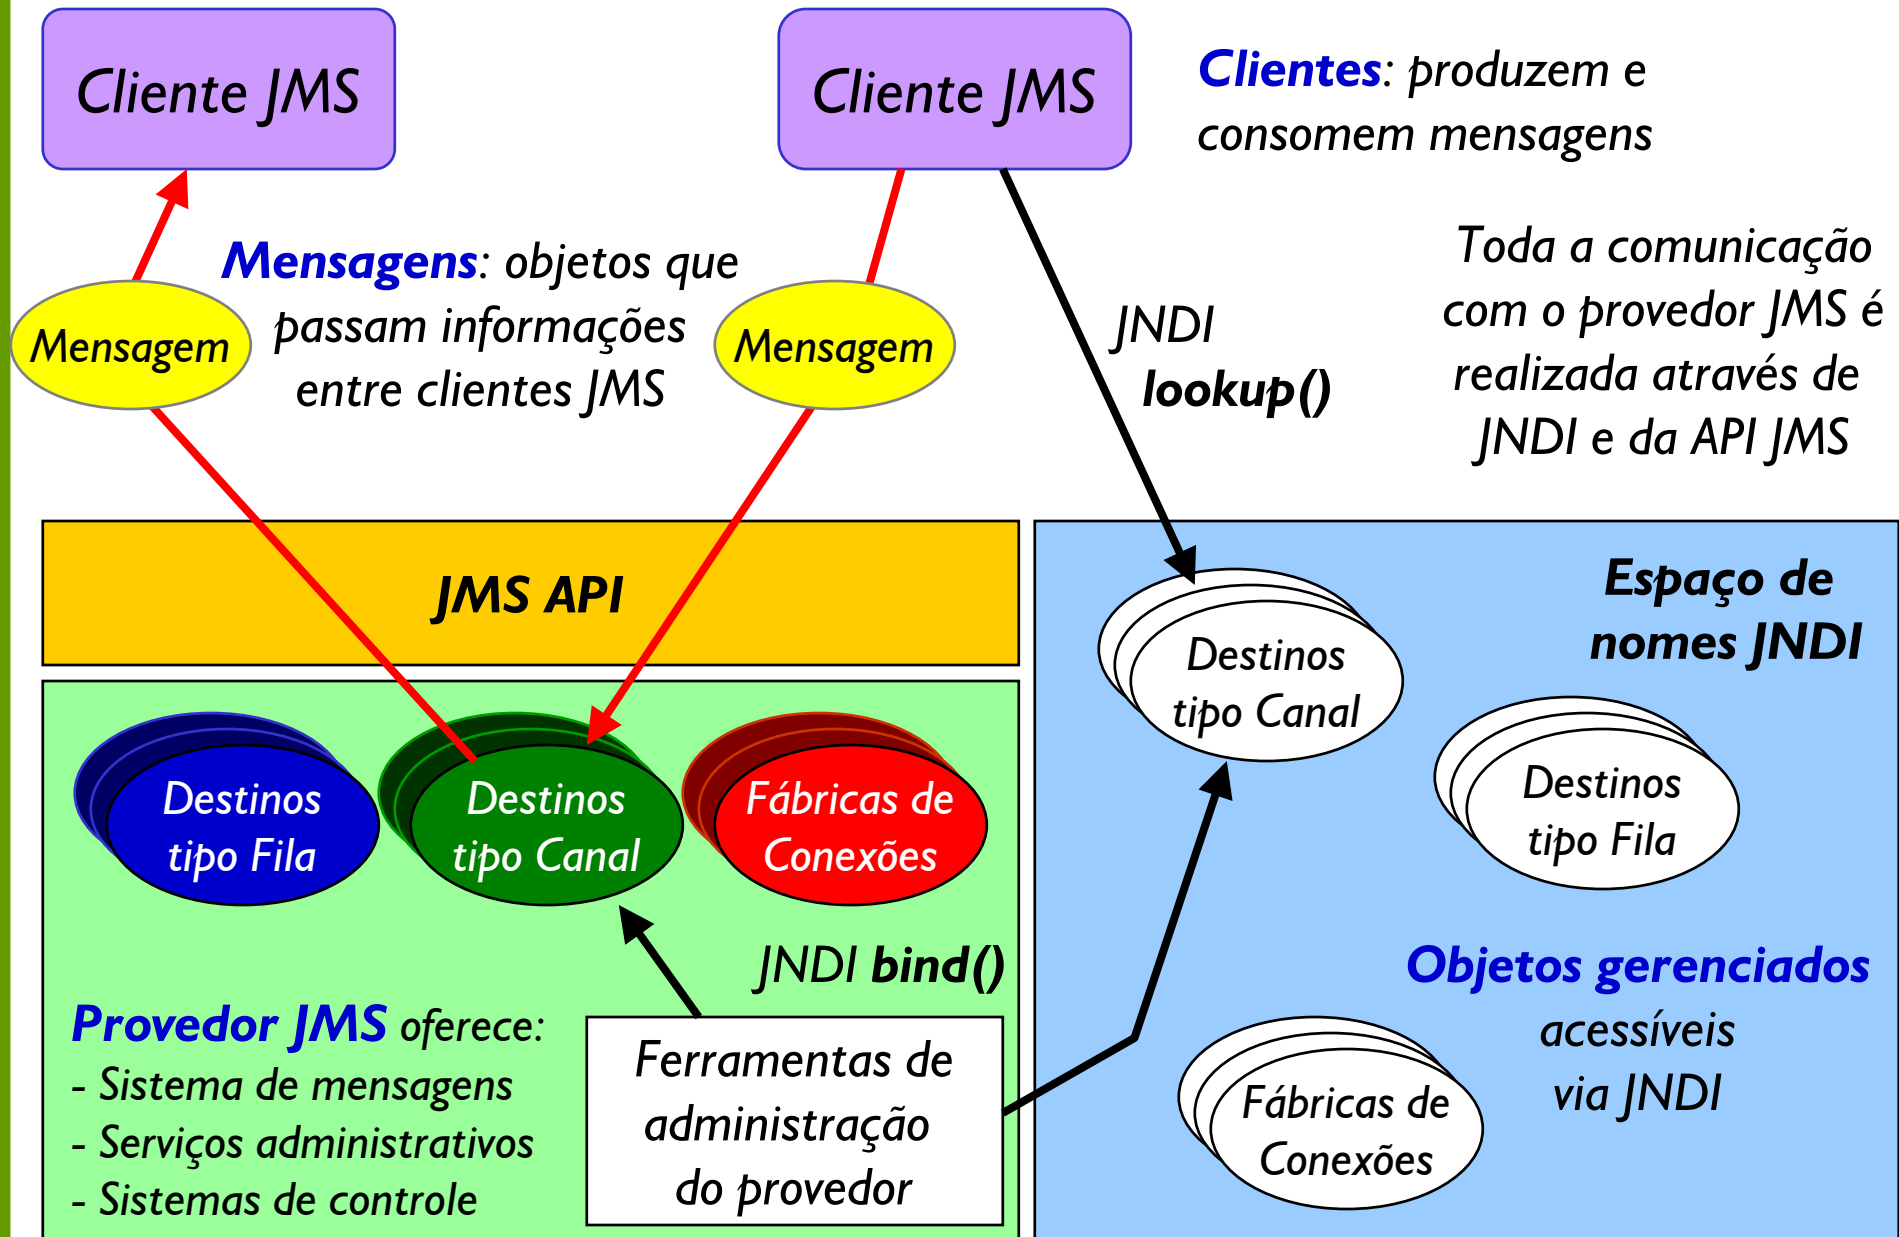 Cliente JMS
Cliente JMS
Clientes: produzem e
consomem mensagens
Mensagem
Mensagens: objetos que
passam informações
entre clientes JMS
Mensagem
JNDI
lookup()
Toda a comunicação
com o provedor JMS é
realizada através de
JNDI e da API JMS
JMS API
Destinos
tipo Fila
Destinos
tipo Canal
Fábricas de
Conexões
JNDI bind()
Provedor JMS oferece:
- Sistema de mensagens
- Serviços administrativos
- Sistemas de controle
Ferramentas de
administração
do provedor
Espaço de
nomes JNDI
Destinos
tipo Canal
Destinos
tipo Fila
Objetos gerenciados
acessíveis
via JNDI
Fábricas de
Conexões